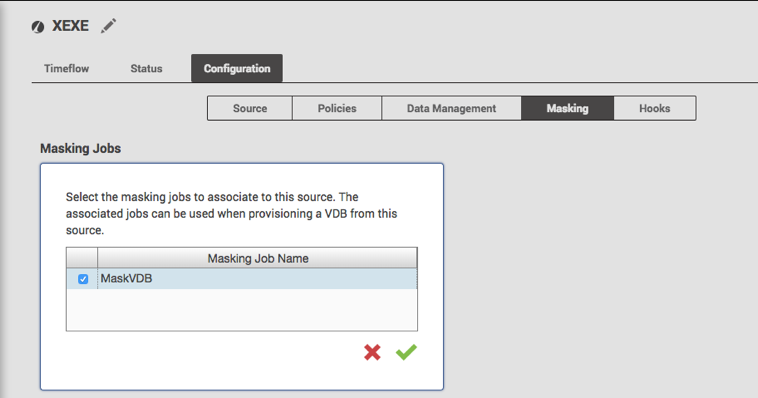 XEXE
Timeflow Status Configuration
Source Policies Data Management Masking Hooks
Masking Jobs
Select the masking jobs to associate to this source. The
associated jobs can be used when provisioning a VDB from this
source.
Masking Job Name
MaskVDB